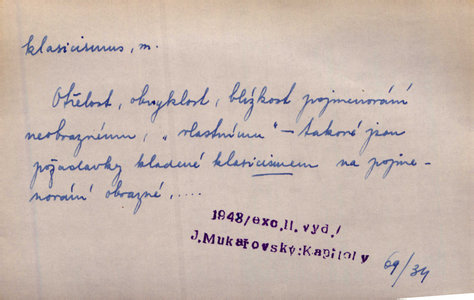 klasicismus, m.
Otřelost, obvyklost, blízkost pojmenování
neobraznému, „vlastnímu“ – takové jsou
požadavky kladené klasicismem na pojme-
nování obrazné, .....
1948/exc.II.vyd./
J.Mukařovský:Kapitoly
69/34